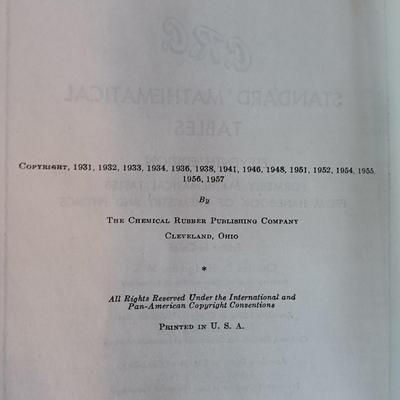 Copyright, 1931, 1932, 1933, 1934, 1936, 1938, 1941, 1946, 1948, 1951, 1952, 1954, 1955,
1956, 1957
By
The Chemical Rubber Publishing Company
Cleveland, Ohio
*
All Rights Reserved Under the International and
Pan-American Copyright Conventions
Printed in U. S. A.